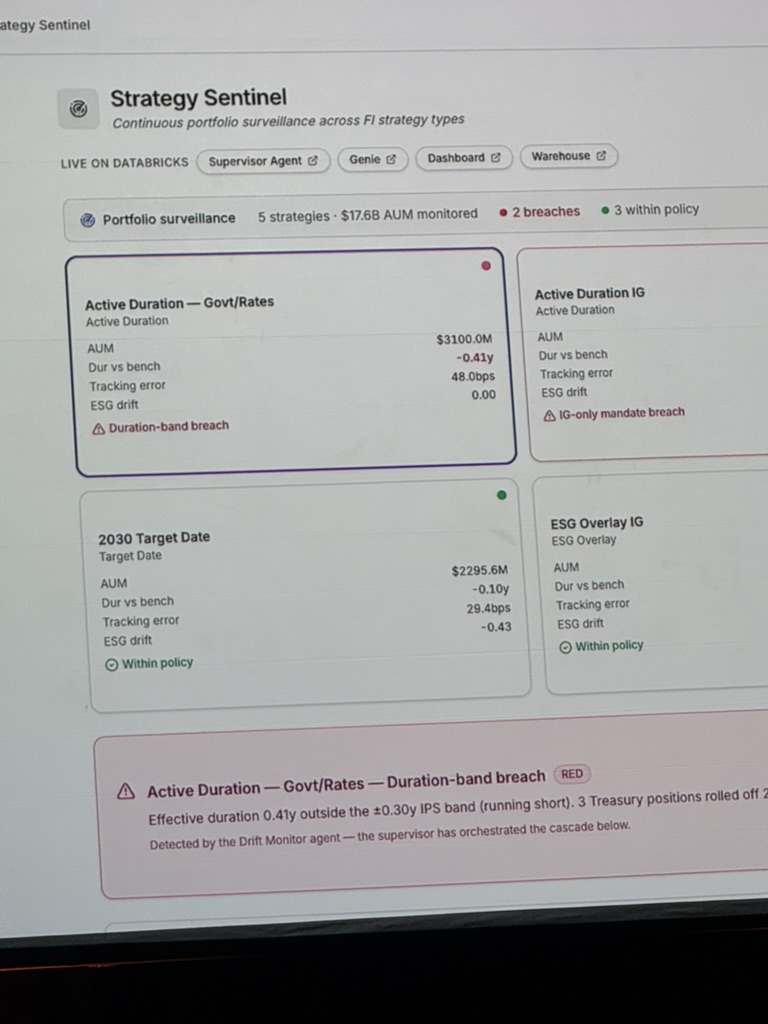 ategy Sentinel
Strategy Sentinel
Continuous portfolio surveillance across FI strategy types
LIVE ON DATABRICKS Supervisor Agent Genie Dashboard Warehouse
Portfolio surveillance 5 strategies · $17.6B AUM monitored 2 breaches 3 within policy
Active Duration — Govt/Rates
Active Duration
AUM $3100.0M
Dur vs bench -0.41y
Tracking error 48.0bps
ESG drift 0.00
Duration-band breach
Active Duration IG
Active Duration
AUM
Dur vs bench
Tracking error
ESG drift
IG-only mandate breach
2030 Target Date
Target Date
AUM $2295.6M
Dur vs bench -0.10y
Tracking error 29.4bps
ESG drift -0.43
Within policy
ESG Overlay IG
ESG Overlay
AUM
Dur vs bench
Tracking error
ESG drift
Within policy
Active Duration — Govt/Rates — Duration-band breach RED
Effective duration 0.41y outside the ±0.30y IPS band (running short). 3 Treasury positions rolled off 2
Detected by the Drift Monitor agent — the supervisor has orchestrated the cascade below.